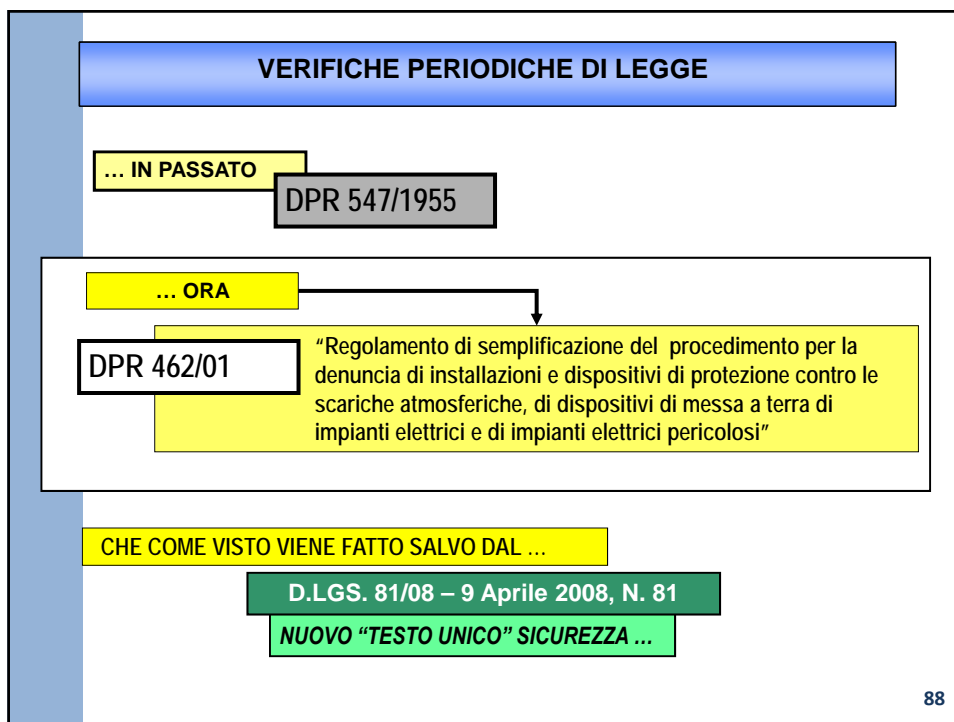 VERIFICHE PERIODICHE DI LEGGE
… IN PASSATO
DPR 547/1955
… ORA
DPR 462/01
“Regolamento di semplificazione del procedimento per la
denuncia di installazioni e dispositivi di protezione contro le
scariche atmosferiche, di dispositivi di messa a terra di
impianti elettrici e di impianti elettrici pericolosi”
CHE COME VISTO VIENE FATTO SALVO DAL …
D.LGS. 81/08 – 9 Aprile 2008, N. 81
NUOVO “TESTO UNICO” SICUREZZA …
88